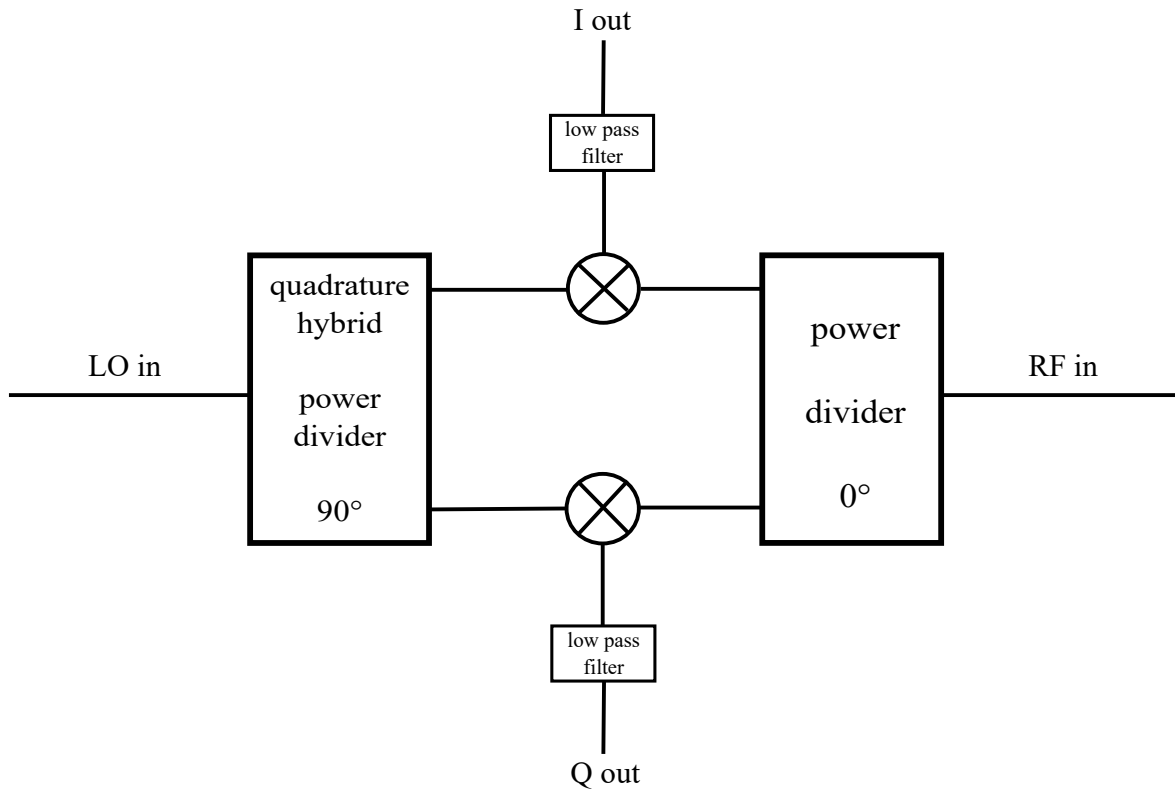 I out
low pass
filter
quadrature
hybrid
power
divider
90°
LO in
power
divider
0°
RF in
low pass
filter
Q out